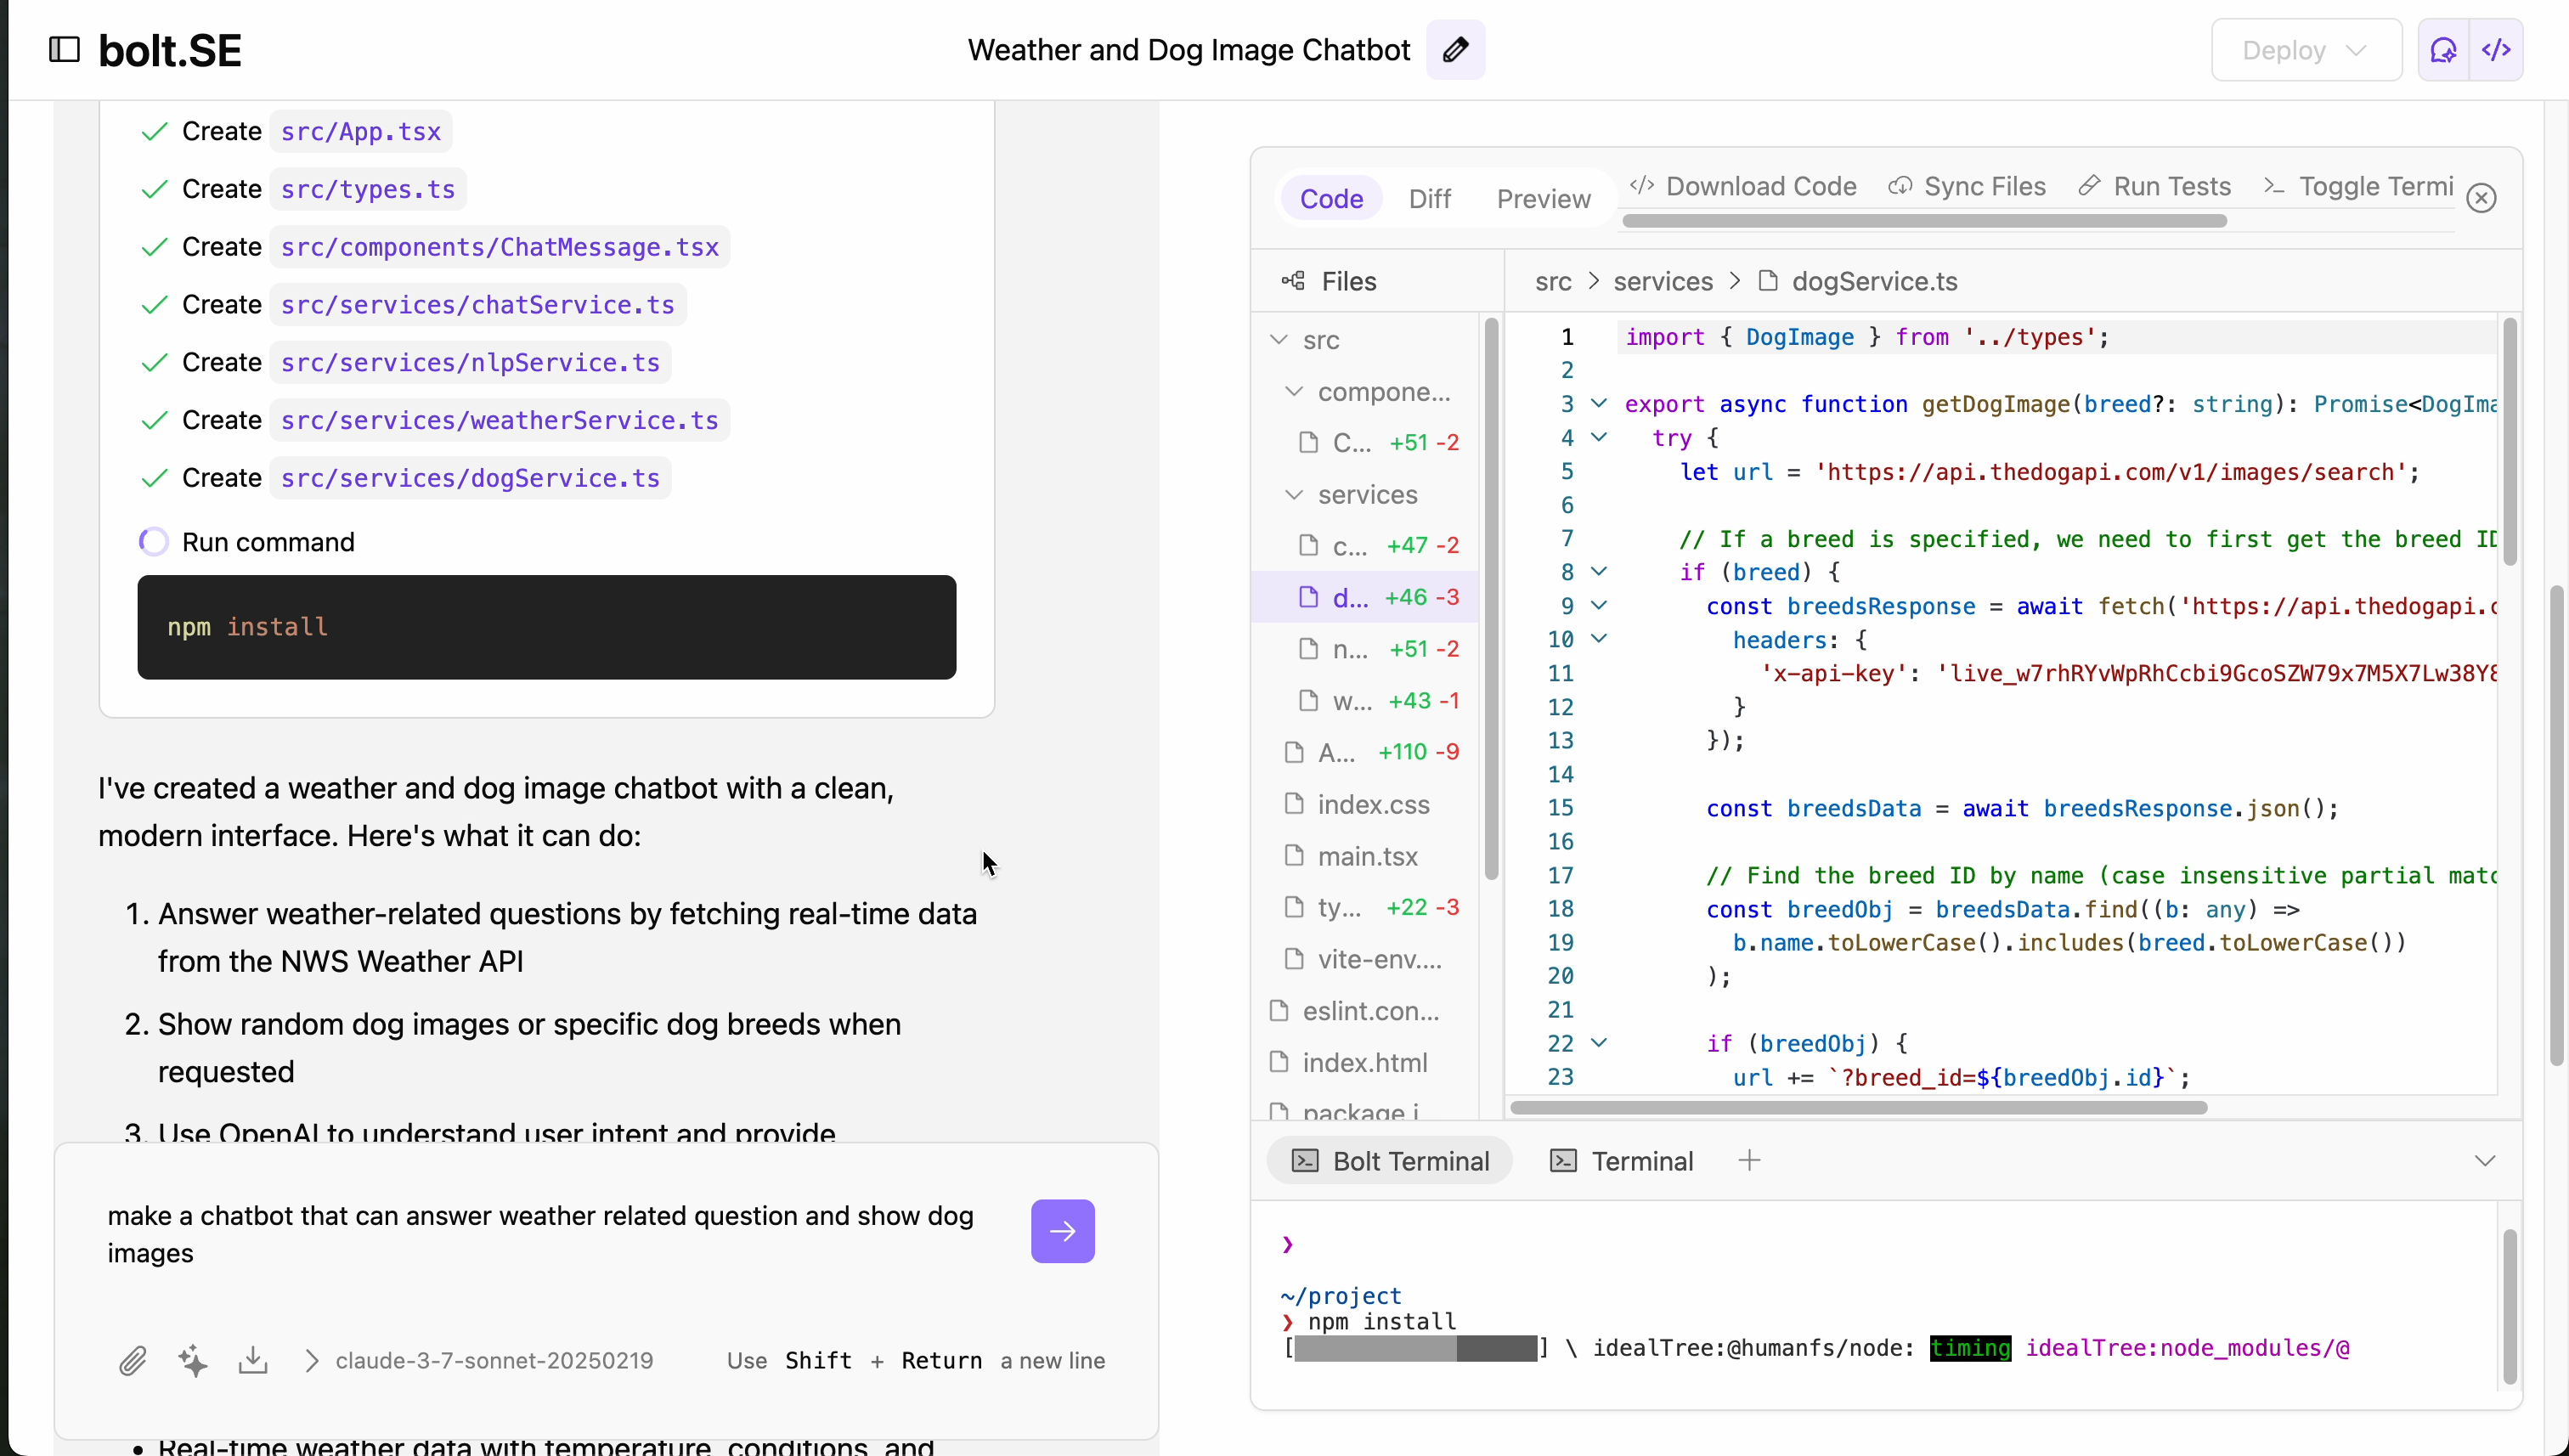 bolt.SE
Weather and Dog Image Chatbot
Deploy
Create src/App.tsx
Create src/types.ts
Create src/components/ChatMessage.tsx
Create src/services/chatService.ts
Create src/services/nlpService.ts
Create src/services/weatherService.ts
Create src/services/dogService.ts
Run command
npm install
I've created a weather and dog image chatbot with a clean,
modern interface. Here's what it can do:
1. Answer weather-related questions by fetching real-time data
from the NWS Weather API
2. Show random dog images or specific dog breeds when
requested
3. Use OpenAI to understand user intent and provide
make a chatbot that can answer weather related question and show dog
images
claude-3-7-sonnet-20250219
Use Shift + Return a new line
• Real-time weather data with temperature, conditions, and
Code Diff Preview
Download Code Sync Files Run Tests Toggle Termi
Files
src
compone...
C... +51 -2
services
c... +47 -2
d... +46 -3
n... +51 -2
w... +43 -1
A... +110 -9
index.css
main.tsx
ty... +22 -3
vite-env....
eslint.con...
index.html
package.j
src > services > dogService.ts
1 import { DogImage } from '../types';
2
3 export async function getDogImage(breed?: string): Promise<DogIma
4 try {
5 let url = 'https://api.thedogapi.com/v1/images/search';
6
7 // If a breed is specified, we need to first get the breed ID
8 if (breed) {
9 const breedsResponse = await fetch('https://api.thedogapi.c
10 headers: {
11 'x-api-key': 'live_w7rhRYvWpRhCcbi9GcoSZW79x7M5X7Lw38Y8
12 }
13 });
14
15 const breedsData = await breedsResponse.json();
16
17 // Find the breed ID by name (case insensitive partial matc
18 const breedObj = breedsData.find((b: any) =>
19 b.name.toLowerCase().includes(breed.toLowerCase())
20 );
21
22 if (breedObj) {
23 url += `?breed_id=${breedObj.id}`;
Bolt Terminal Terminal +
❯
~/project
❯ npm install
[ ] \ idealTree:@humanfs/node: timing idealTree:node_modules/@